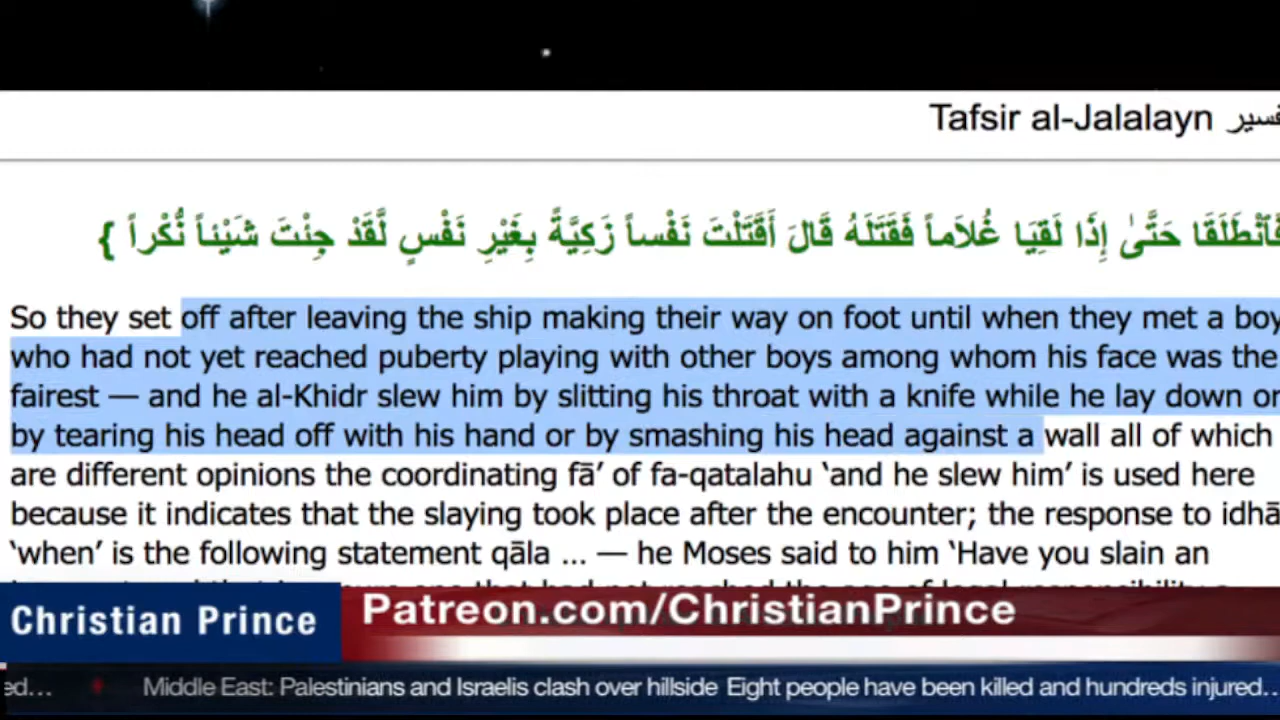 Tafsir al-Jalalayn
فَٱنْطَلَقَا حَتَّىٰ إِذَا لَقِيَا غُلاَماً فَقَتَلَهُ قَالَ أَقَتَلْتَ نَفْساً زَكِيَّةً بِغَيْرِ نَفْسٍ لَّقَدْ جِئْتَ شَيْئاً نُّكْراً }
So they set off after leaving the ship making their way on foot until when they met a boy
who had not yet reached puberty playing with other boys among whom his face was the
fairest — and he al-Khidr slew him by slitting his throat with a knife while he lay down or
by tearing his head off with his hand or by smashing his head against a wall all of which
are different opinions the coordinating fā’ of fa-qatalahu ‘and he slew him’ is used here
because it indicates that the slaying took place after the encounter; the response to idhā
‘when’ is the following statement qāla ... — he Moses said to him ‘Have you slain an
Christian Prince
Patreon.com/ChristianPrince
ed... Middle East: Palestinians and Israelis clash over hillside Eight people have been killed and hundreds injured...